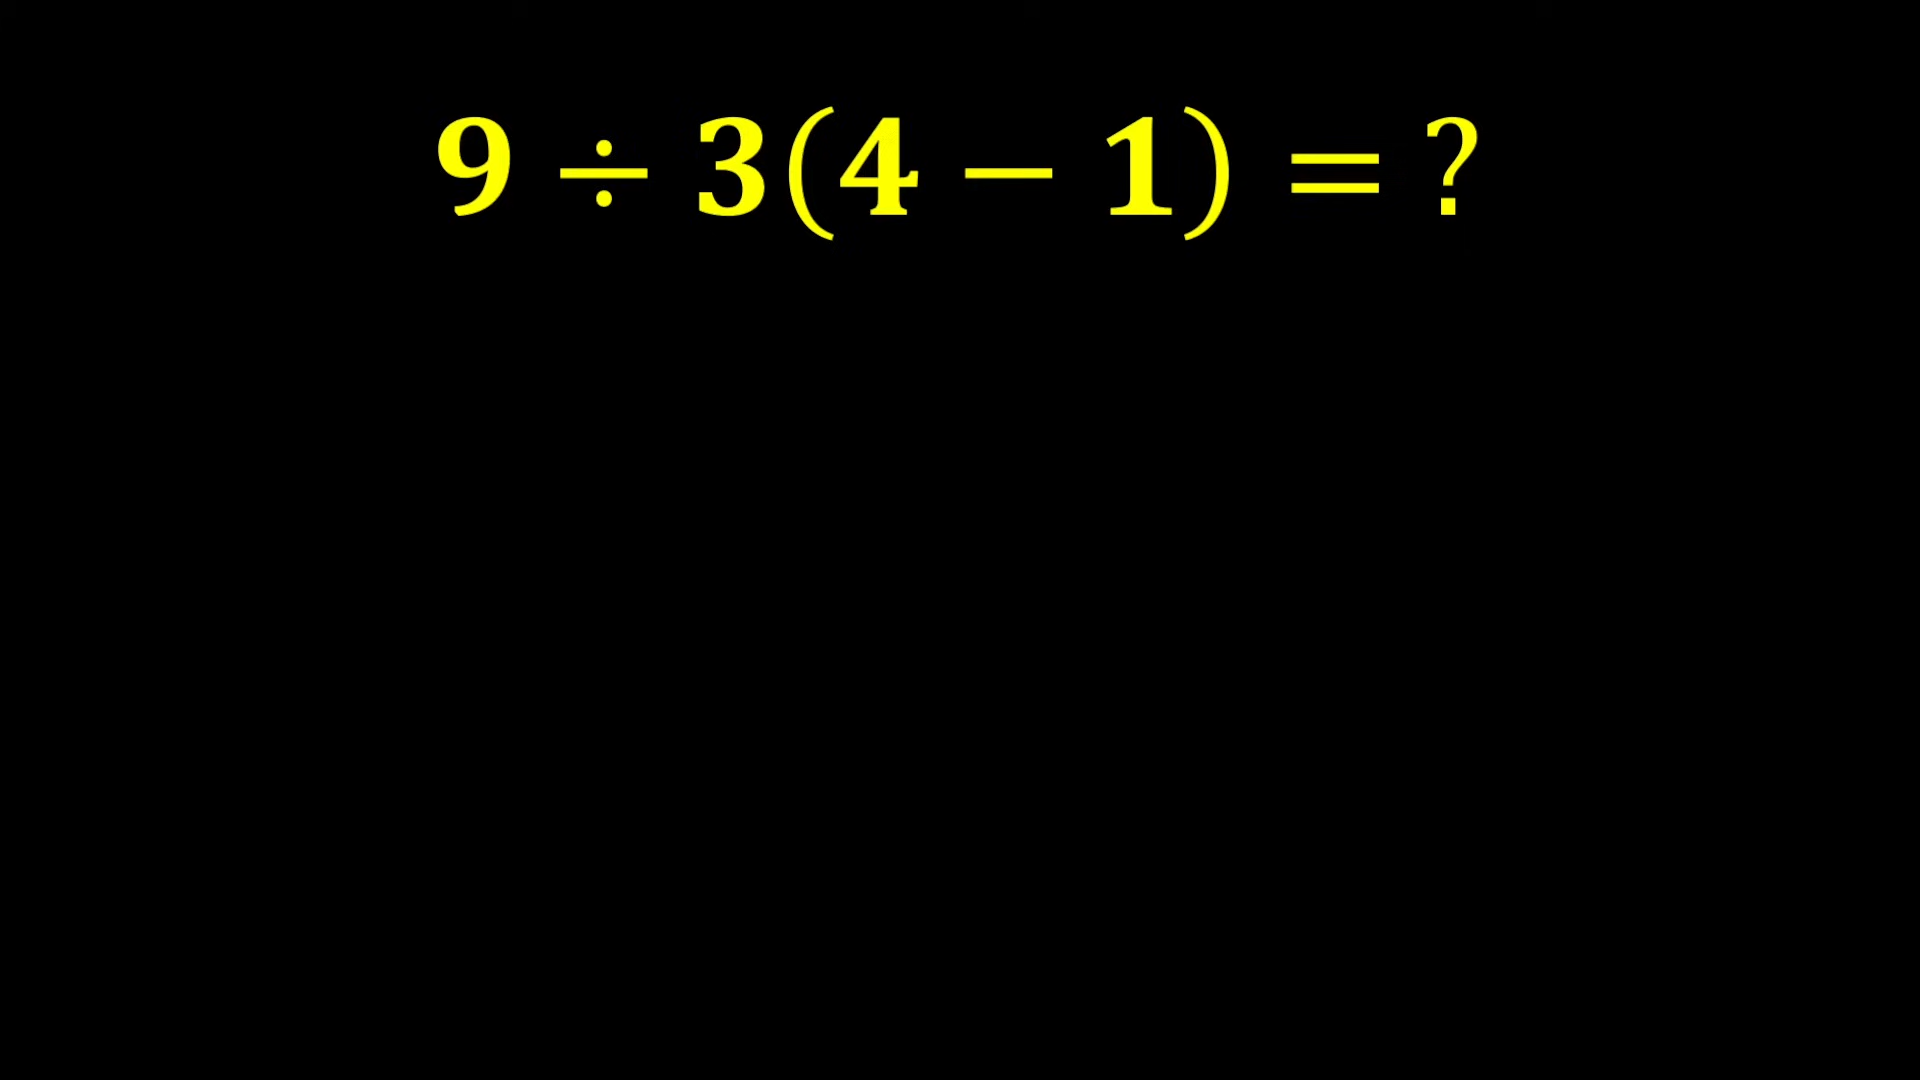 9 ÷ 3(4 − 1) = ?